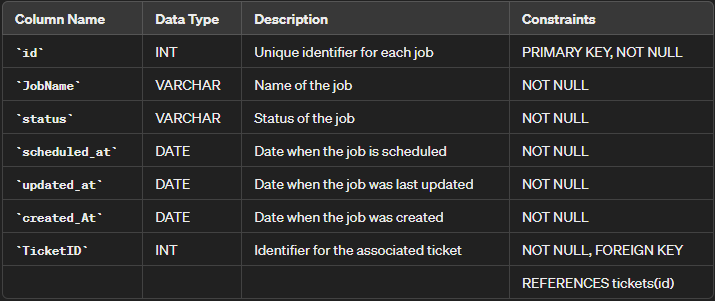 Column Name Data Type Description Constraints
`id` INT Unique identifier for each job PRIMARY KEY, NOT NULL
`JobName` VARCHAR Name of the job NOT NULL
`status` VARCHAR Status of the job NOT NULL
`scheduled_at` DATE Date when the job is scheduled NOT NULL
`updated_at` DATE Date when the job was last updated NOT NULL
`created_At` DATE Date when the job was created NOT NULL
`TicketID` INT Identifier for the associated ticket NOT NULL, FOREIGN KEY
REFERENCES tickets(id)